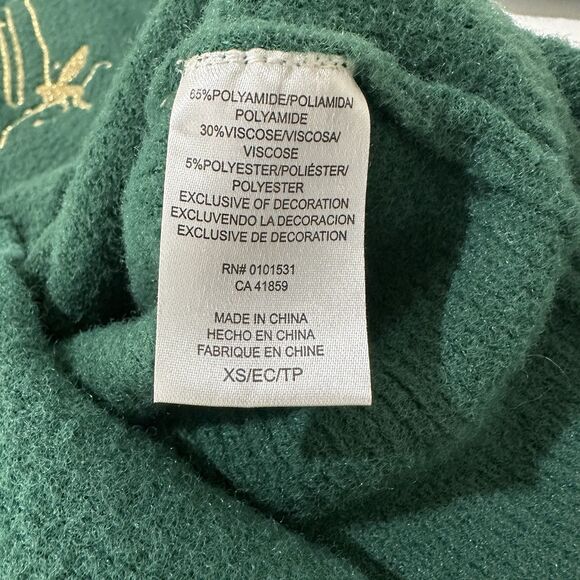 65%POLYAMIDE/POLIAMIDA/
POLYAMIDE
30%VISCOSE/VISCOSA/
VISCOSE
5%POLYESTER/POLIÉSTER/
POLYESTER
EXCLUSIVE OF DECORATION
EXCLUVENDO LA DECORACION
EXCLUSIVE DE DECORATION
RN# 0101531
CA 41859
MADE IN CHINA
HECHO EN CHINA
FABRIQUE EN CHINE
XS/EC/TP